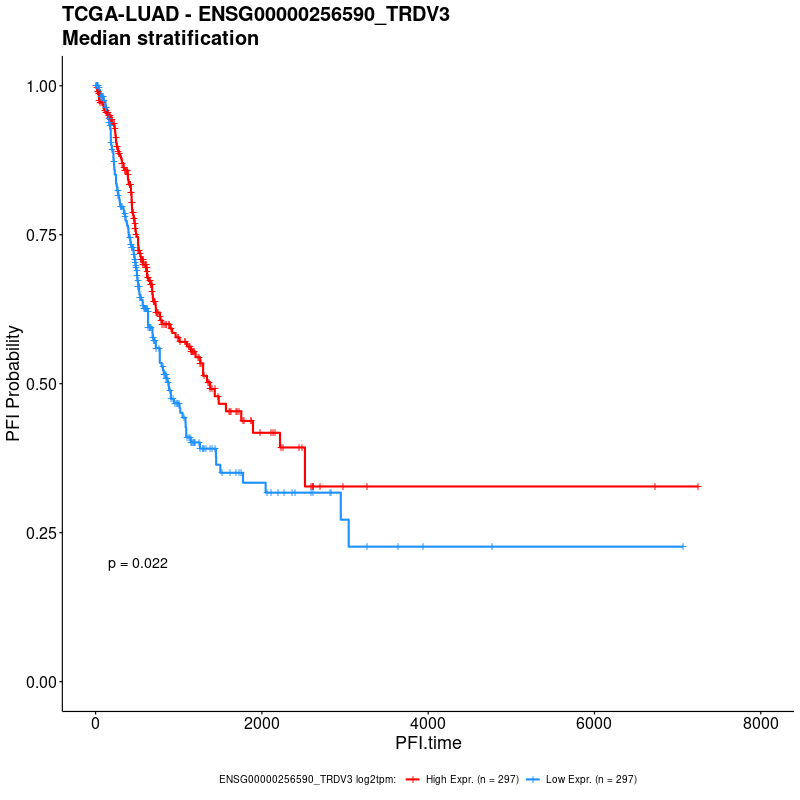 TCGA-LUAD - ENSG00000256590_TRDV3
Median stratification
1.00
0.75
0.50
0.25
0.00
PFI Probability
p = 0.022
0 2000 4000 6000 8000
PFI.time
ENSG00000256590_TRDV3 log2tpm: High Expr. (n = 297) Low Expr. (n = 297)